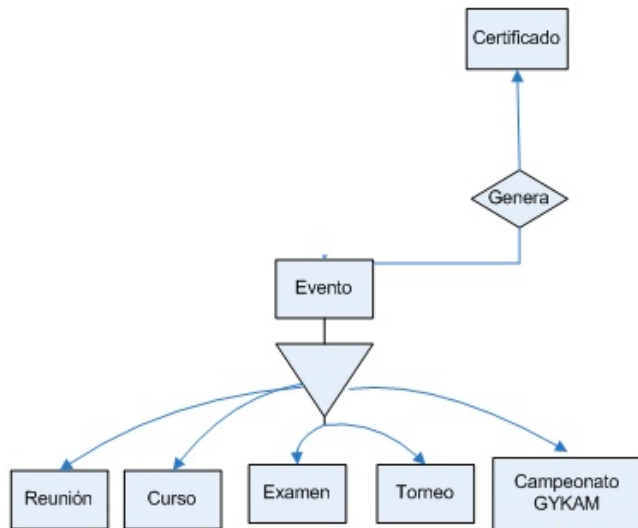 Certificado
Genera
Evento
Reunión
Curso
Examen
Torneo
Campeonato
GYKAM